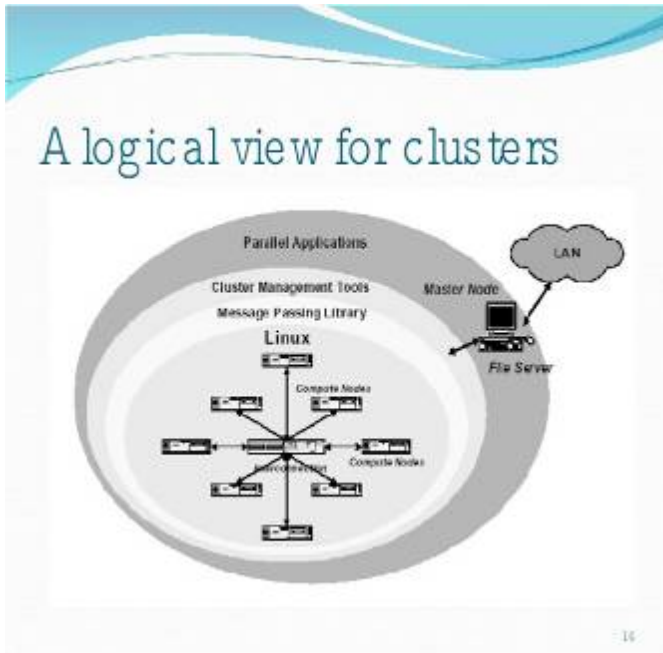 A logical view for clusters
Parallel Applications
LAN
Cluster Management Tools
Master Node
Message Passing Library
Linux
File Server
Compute Nodes
Compute Nodes
Interconnection